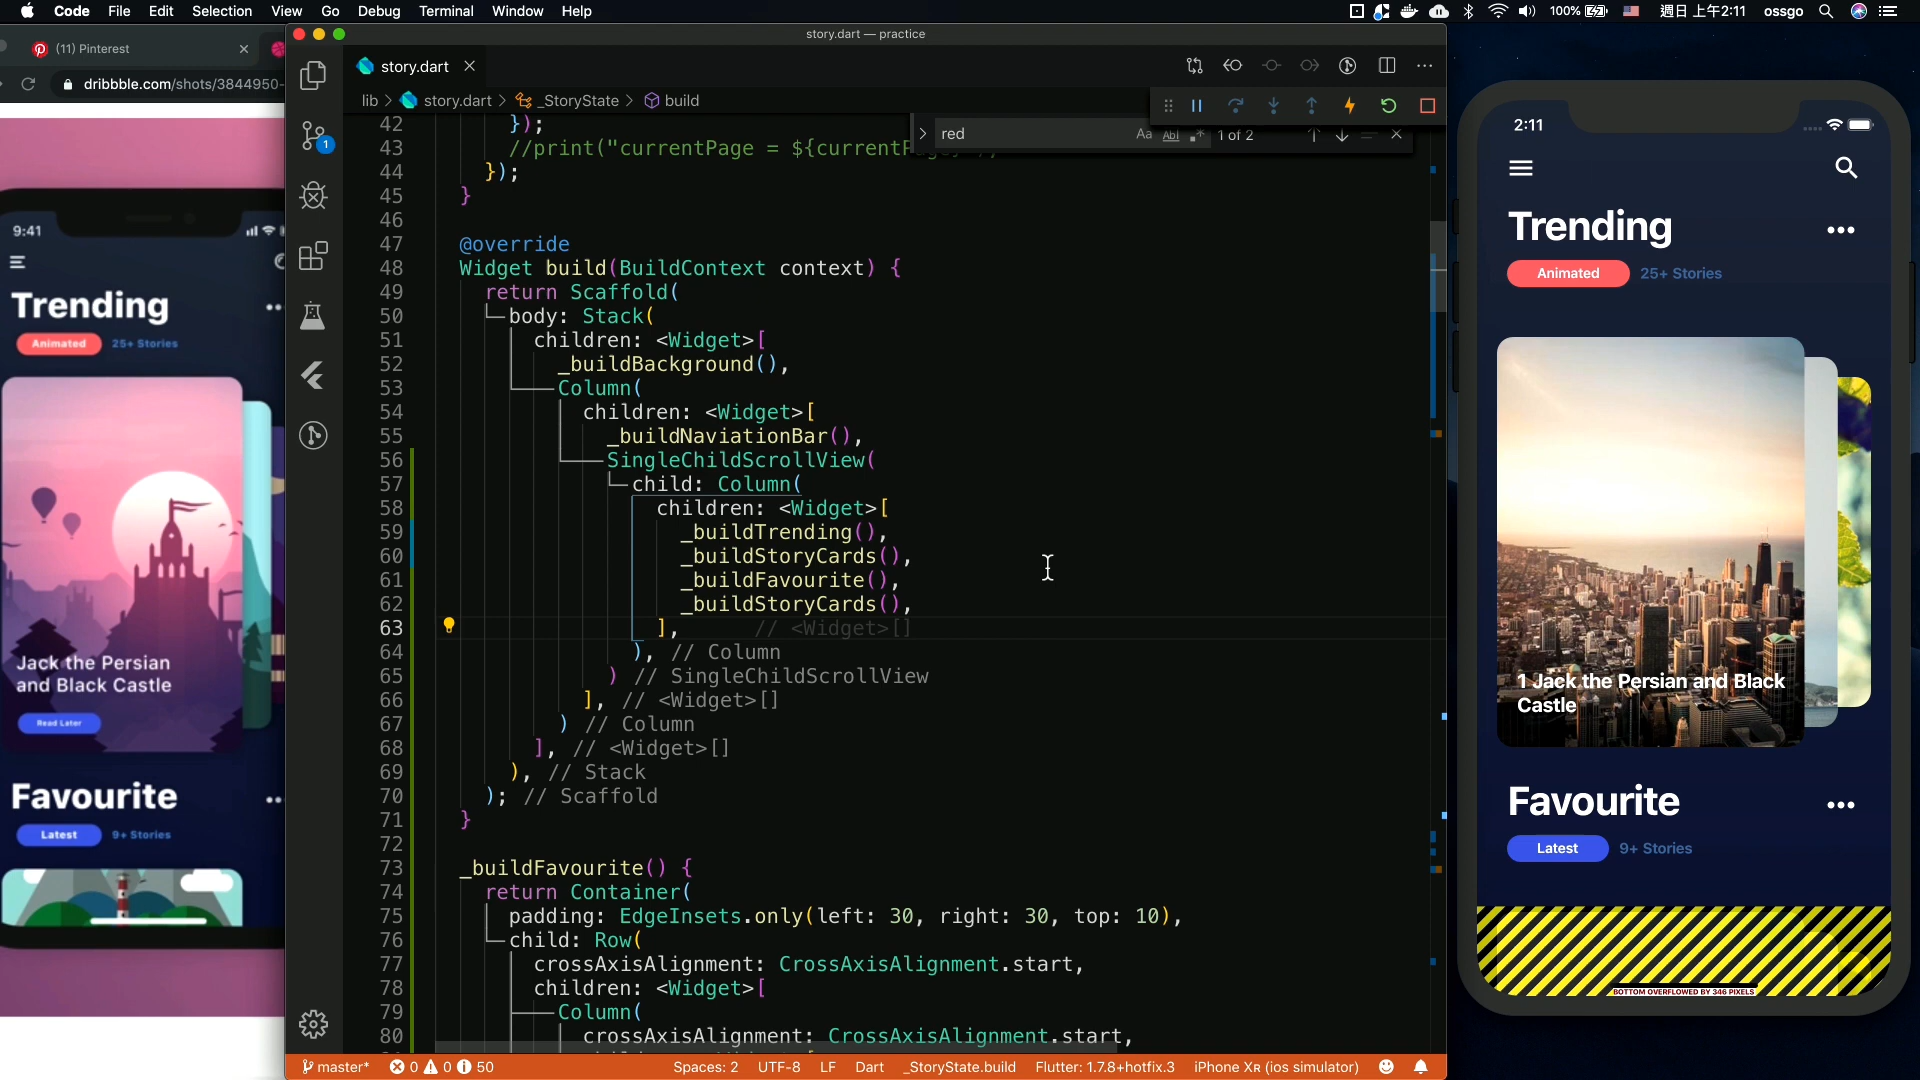 Code File Edit Selection View Go Debug Terminal Window Help
100% 週日 上午2:11 ossgo
(11) Pinterest
dribbble.com/shots/3844950-
9:41
Trending
Animated 25+ Stories
Jack the Persian
and Black Castle
Read Later
Favourite
Latest 9+ Stories
story.dart — practice
story.dart
lib > story.dart > _StoryState > build
red
Aa Abl .* 1 of 2
1
42 });
43 //print("currentPage = ${currentP
44 });
45 }
46
47 @override
48 Widget build(BuildContext context) {
49 return Scaffold(
50 body: Stack(
51 children: <Widget>[
52 _buildBackground(),
53 Column(
54 children: <Widget>[
55 _buildNaviationBar(),
56 SingleChildScrollView(
57 child: Column(
58 children: <Widget>[
59 _buildTrending(),
60 _buildStoryCards(),
61 _buildFavourite(),
62 _buildStoryCards(),
63 ], // <Widget>[]
64 ), // Column
65 ) // SingleChildScrollView
66 ], // <Widget>[]
67 ) // Column
68 ], // <Widget>[]
69 ), // Stack
70 ); // Scaffold
71 }
72
73 _buildFavourite() {
74 return Container(
75 padding: EdgeInsets.only(left: 30, right: 30, top: 10),
76 child: Row(
77 crossAxisAlignment: CrossAxisAlignment.start,
78 children: <Widget>[
79 Column(
80 crossAxisAlignment: CrossAxisAlignment.start,
master* 0 0 50
Spaces: 2 UTF-8 LF Dart _StoryState.build Flutter: 1.7.8+hotfix.3 iPhone XR (ios simulator)
2:11
Trending
Animated 25+ Stories
1 Jack the Persian and Black
Castle
Favourite
Latest 9+ Stories
BOTTOM OVERFLOWED BY 346 PIXELS